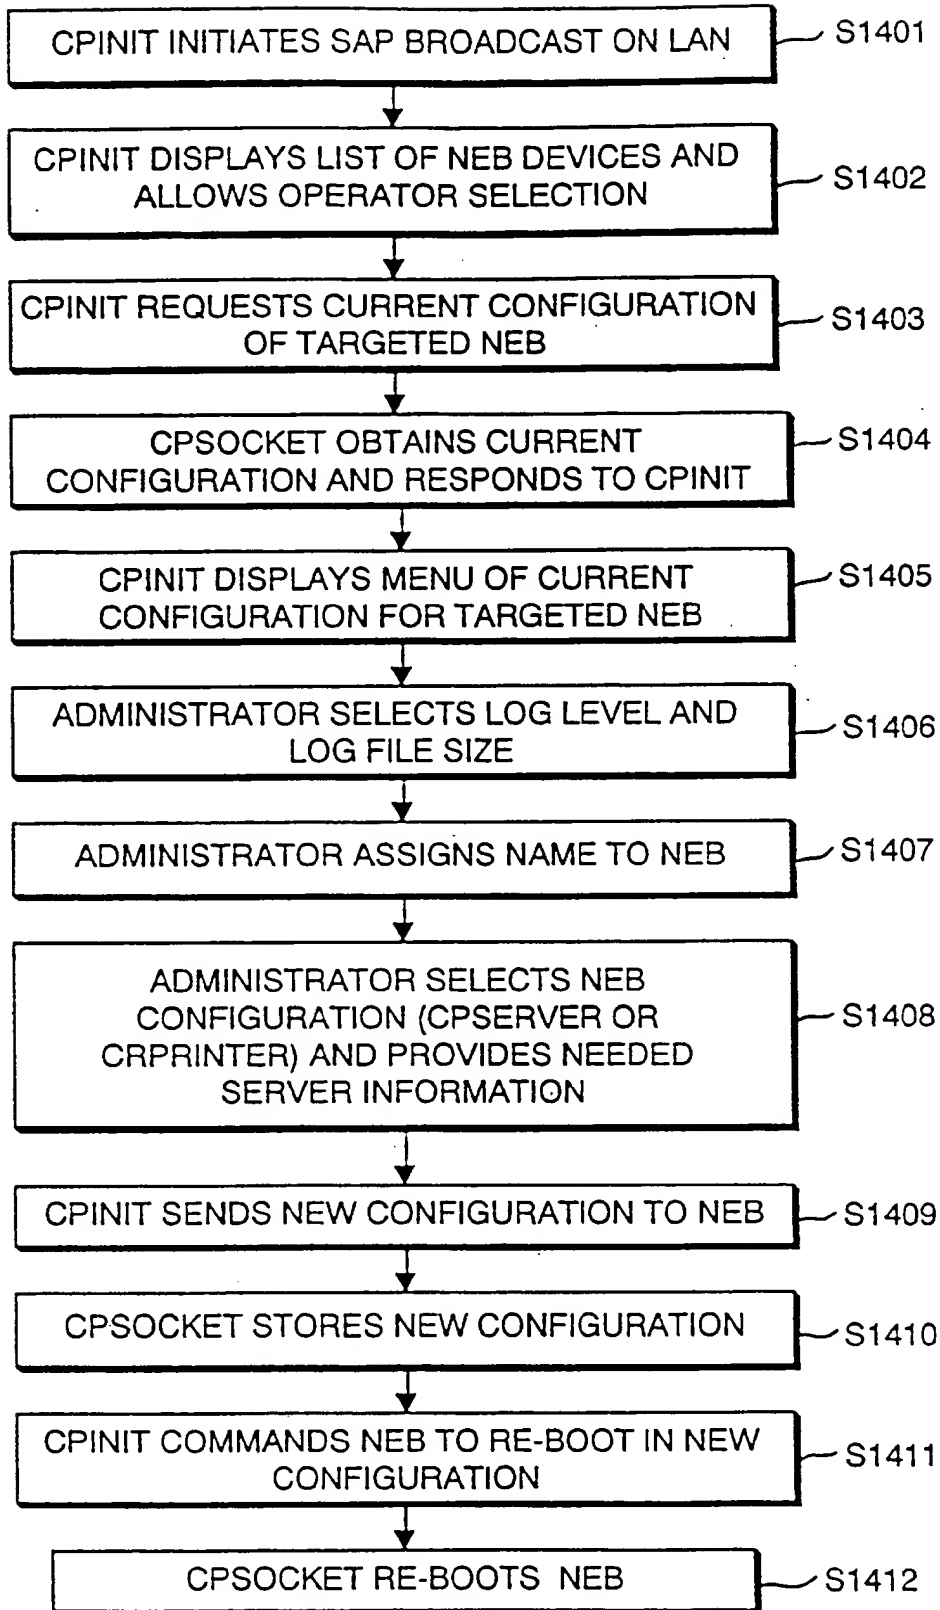 CPINIT INITIATES SAP BROADCAST ON LAN
S1401
CPINIT DISPLAYS LIST OF NEB DEVICES AND
ALLOWS OPERATOR SELECTION
S1402
CPINIT REQUESTS CURRENT CONFIGURATION
OF TARGETED NEB
S1403
CPSOCKET OBTAINS CURRENT
CONFIGURATION AND RESPONDS TO CPINIT
S1404
CPINIT DISPLAYS MENU OF CURRENT
CONFIGURATION FOR TARGETED NEB
S1405
ADMINISTRATOR SELECTS LOG LEVEL AND
LOG FILE SIZE
S1406
ADMINISTRATOR ASSIGNS NAME TO NEB
S1407
ADMINISTRATOR SELECTS NEB
CONFIGURATION (CPSERVER OR
CRPRINTER) AND PROVIDES NEEDED
SERVER INFORMATION
S1408
CPINIT SENDS NEW CONFIGURATION TO NEB
S1409
CPSOCKET STORES NEW CONFIGURATION
S1410
CPINIT COMMANDS NEB TO RE-BOOT IN NEW
CONFIGURATION
S1411
CPSOCKET RE-BOOTS NEB
S1412